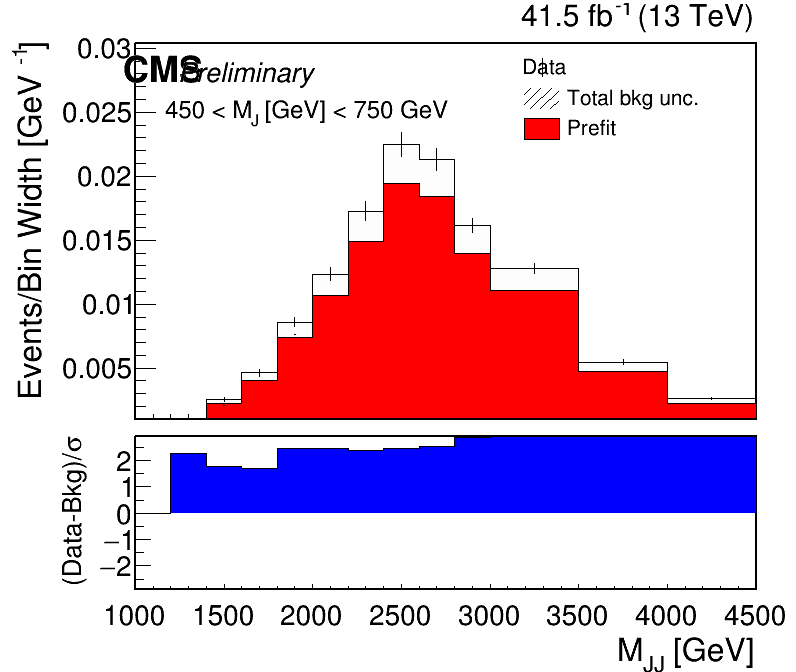 41.5 fb⁻¹ (13 TeV)
CMS Preliminary
450 < M_J [GeV] < 750 GeV
Data
Total bkg unc.
Prefit
Events/Bin Width [GeV⁻¹]
0.03
0.025
0.02
0.015
0.01
0.005
(Data-Bkg)/σ
2
1
0
−1
−2
1000 1500 2000 2500 3000 3500 4000 4500
M_JJ [GeV]